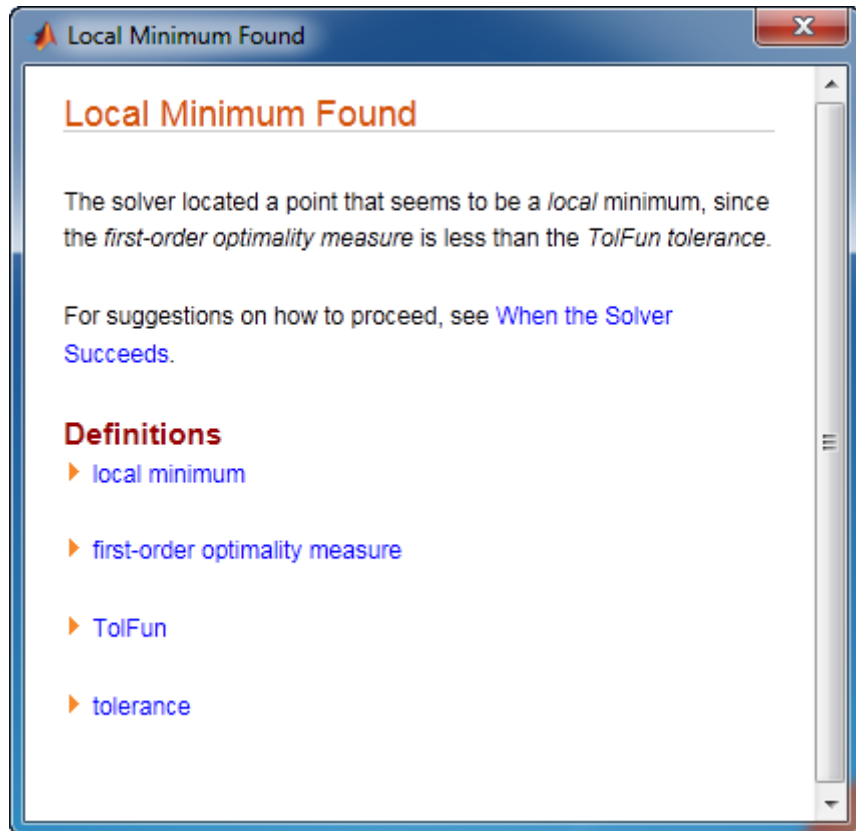 Local Minimum Found
Local Minimum Found
The solver located a point that seems to be a local minimum, since
the first-order optimality measure is less than the TolFun tolerance.
For suggestions on how to proceed, see When the Solver
Succeeds.
Definitions
local minimum
first-order optimality measure
TolFun
tolerance